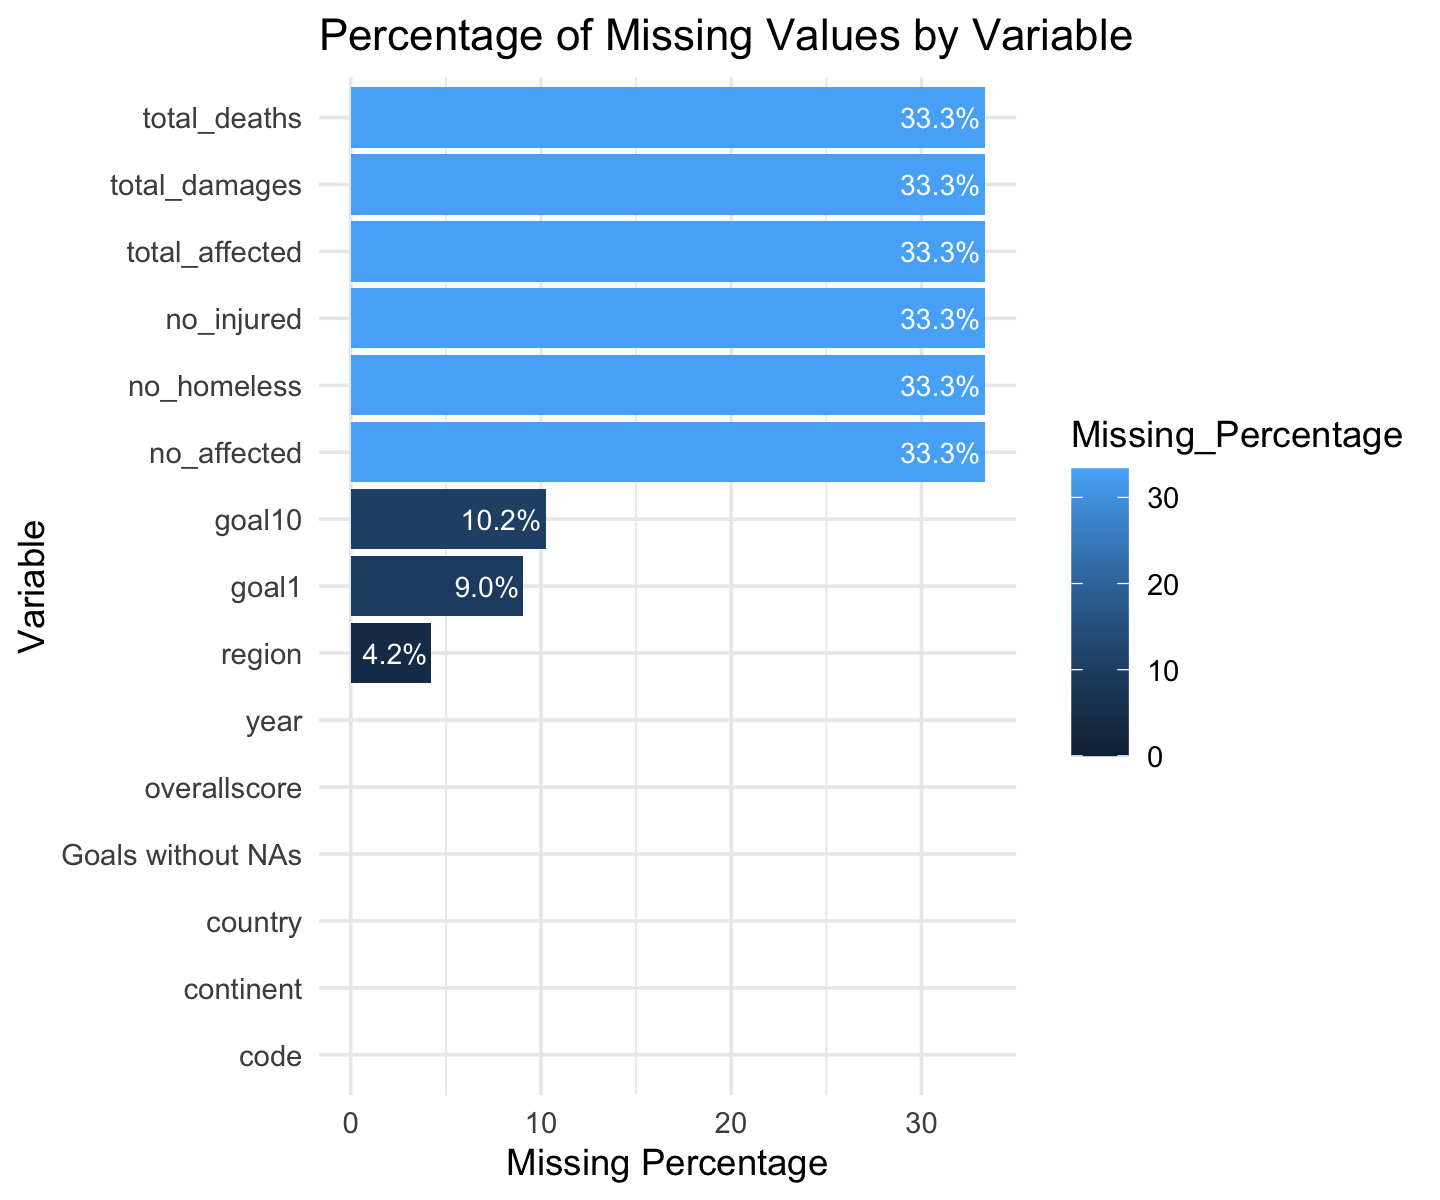 Percentage of Missing Values by Variable
total_deaths 33.3%
total_damages 33.3%
total_affected 33.3%
no_injured 33.3%
no_homeless 33.3%
no_affected 33.3%
goal10 10.2%
goal1 9.0%
region 4.2%
year
overallscore
Goals without NAs
country
continent
code
Variable
0 10 20 30
Missing Percentage
Missing_Percentage
30
20
10
0